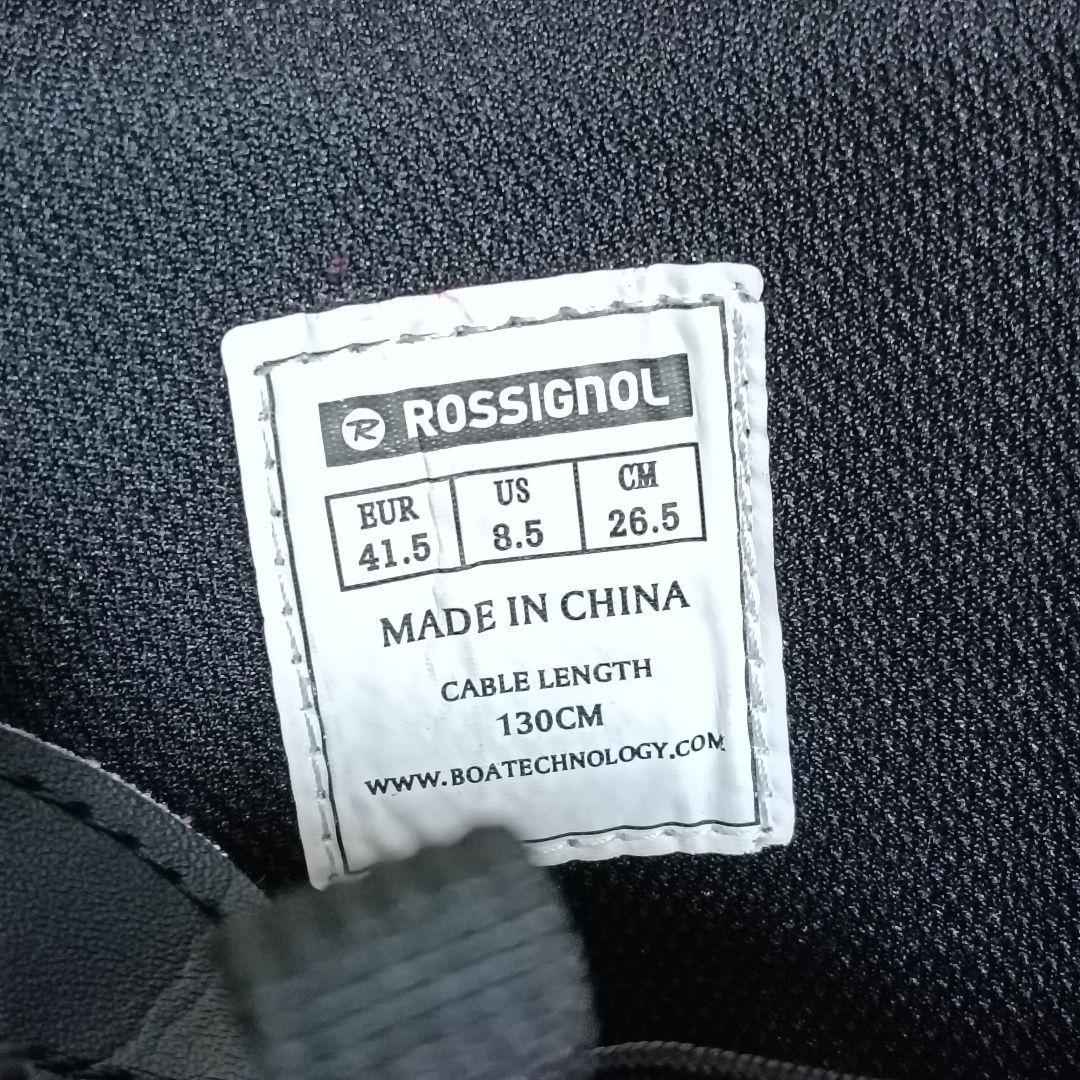 R ROSSIGNOL
EUR US CM
41.5 8.5 26.5
MADE IN CHINA
CABLE LENGTH
130CM
WWW.BOATECHNOLOGY.COM